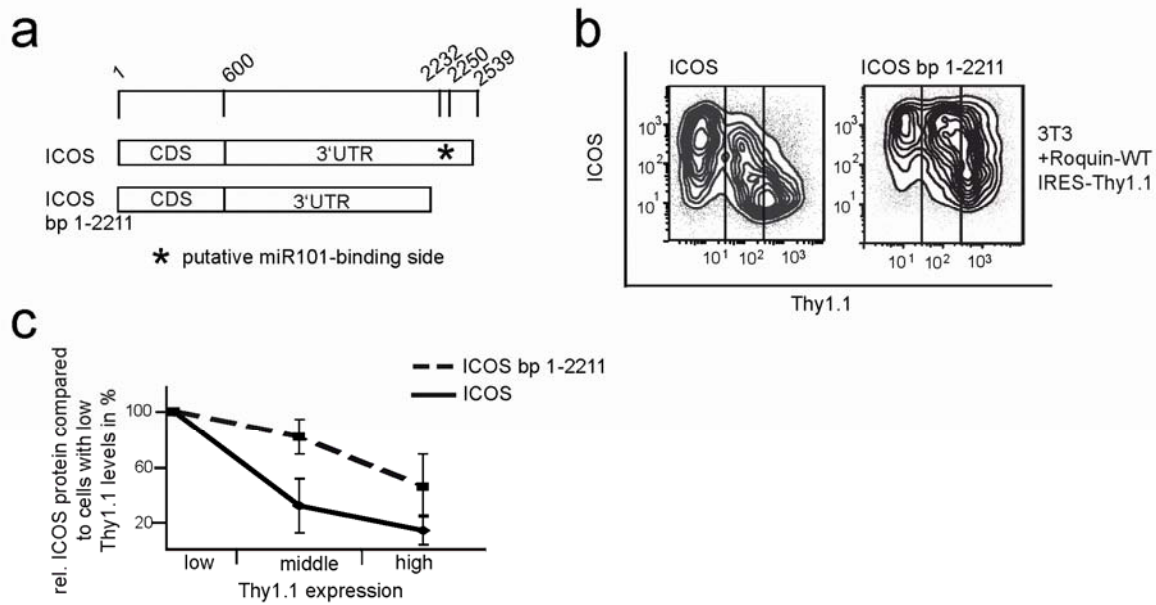 a
1
600
2232
2250
2539
ICOS
CDS
3'UTR
*
ICOS
bp 1-2211
CDS
3'UTR
* putative miR101-binding side
b
ICOS
ICOS bp 1-2211
ICOS
10³
10²
10¹
10¹ 10² 10³
10³
10²
10¹
10¹ 10² 10³
3T3
+Roquin-WT
IRES-Thy1.1
Thy1.1
c
ICOS bp 1-2211
ICOS
rel. ICOS protein compared
to cells with low
Thy1.1 levels in %
100
60
20
low
middle
high
Thy1.1 expression